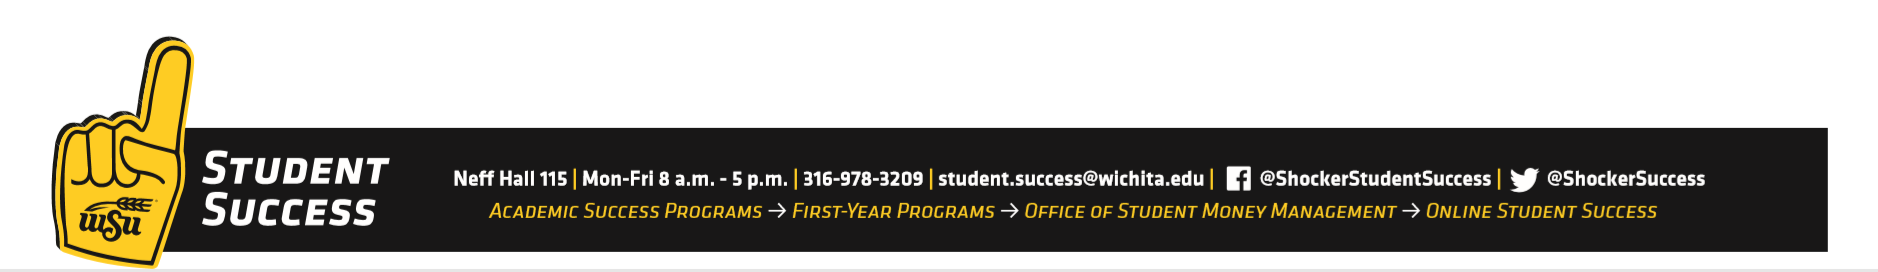 STUDENT
SUCCESS
Neff Hall 115 | Mon-Fri 8 a.m. - 5 p.m. | 316-978-3209 | student.success@wichita.edu | @ShockerStudentSuccess | @ShockerSuccess
ACADEMIC SUCCESS PROGRAMS → FIRST-YEAR PROGRAMS → OFFICE OF STUDENT MONEY MANAGEMENT → ONLINE STUDENT SUCCESS
WSU